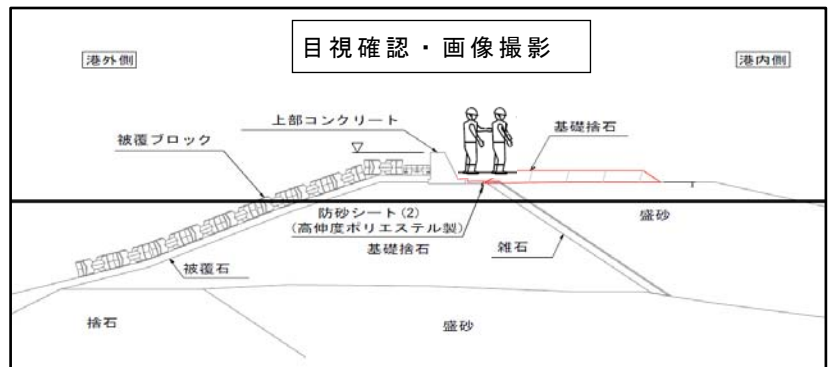 目視確認・画像撮影
港外側
港内側
上部コンクリート
基礎捨石
被覆ブロック
防砂シート(2)
(高伸度ポリエステル製)
基礎捨石
盛砂
雑石
被覆石
捨石
盛砂